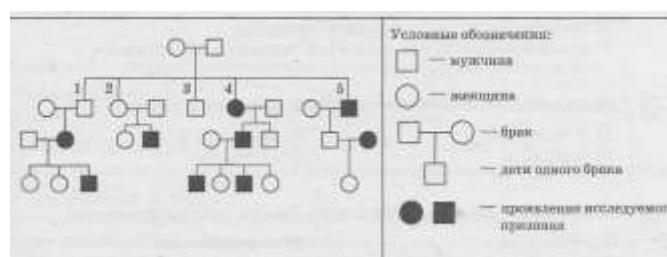 Условные обозначения:
1 2 3 4 5
— мужчина
— женщина
— брак
— дети одного брака
— проявление исследуемого
признака